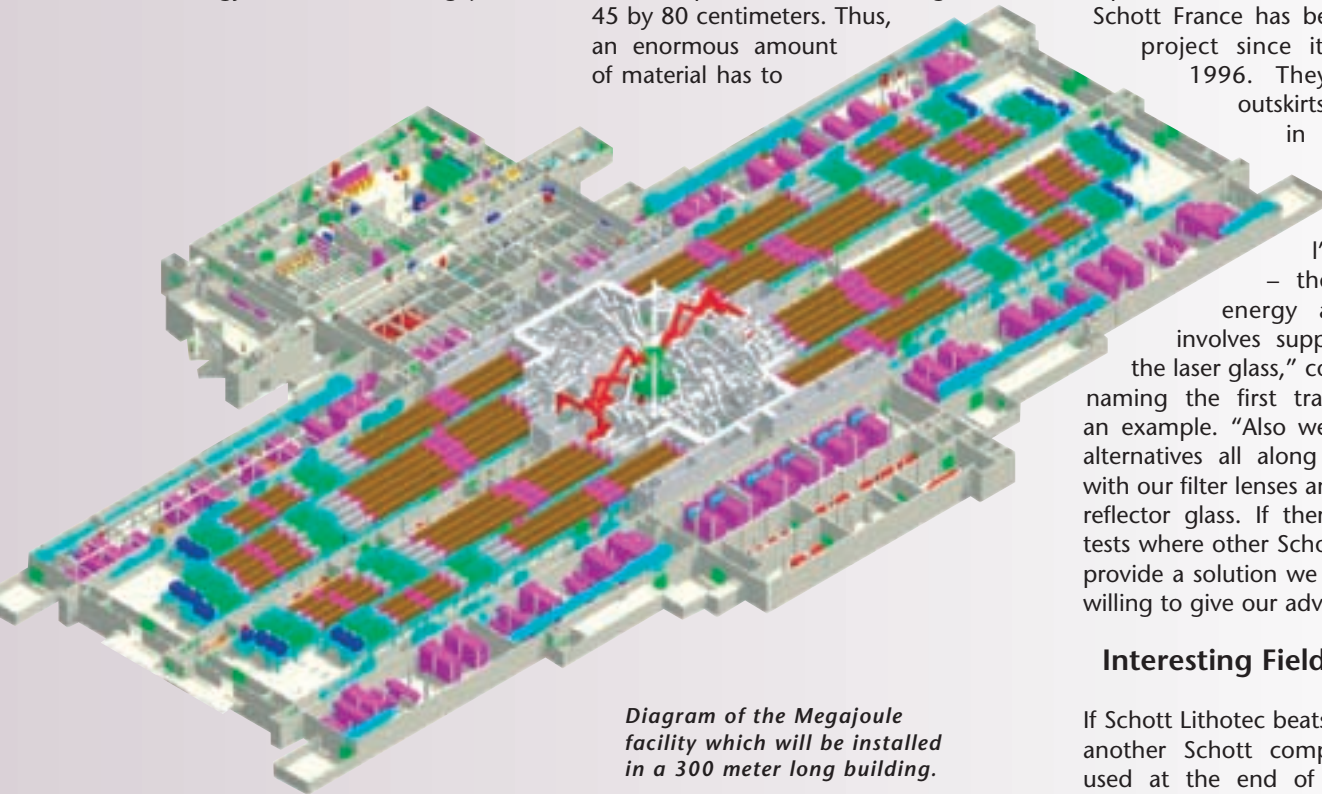 45 by 80 centimeters. Thus,
an enormous amount
of material has to
Diagram of the Megajoule
facility which will be installed
in a 300 meter long building.
Schott France has be
project since it
1996. They
outskirts
in
l'
– the
energy a
involves supp
the laser glass,” co
naming the first tra
an example. “Also we
alternatives all along
with our filter lenses an
reflector glass. If ther
tests where other Scho
provide a solution we
willing to give our adv
Interesting Field
If Schott Lithotec beats
another Schott comp
used at the end of